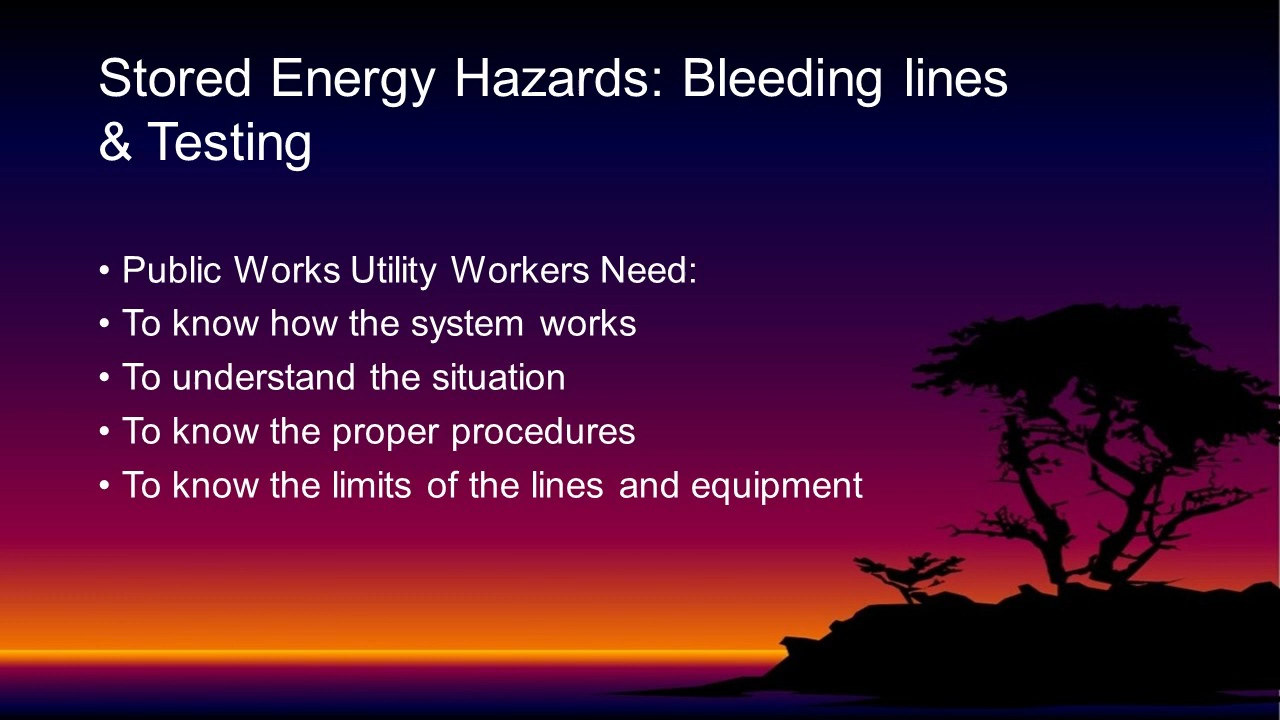 Stored Energy Hazards: Bleeding lines
& Testing
• Public Works Utility Workers Need:
• To know how the system works
• To understand the situation
• To know the proper procedures
• To know the limits of the lines and equipment